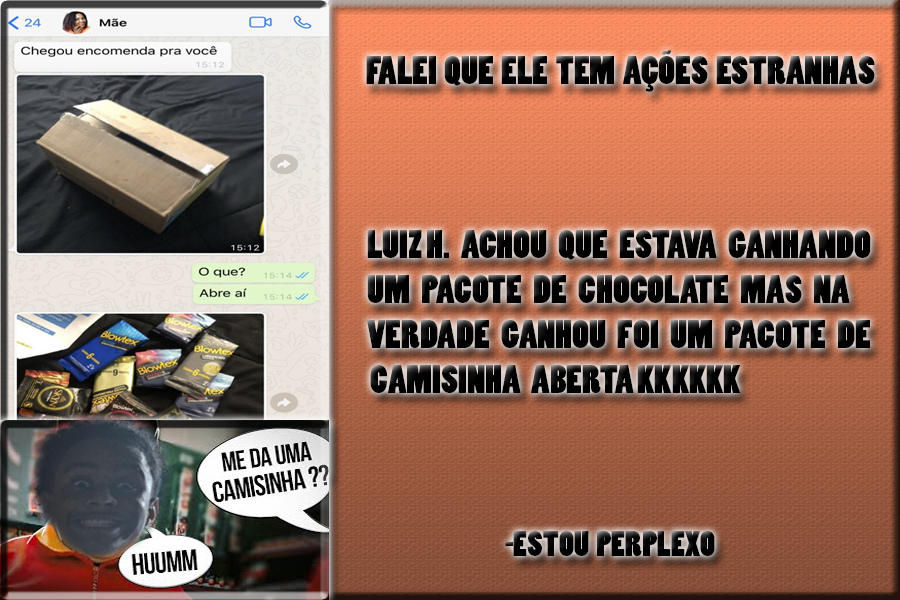 24 Mãe
Chegou encomenda pra você
15:12
15:12
O que? 15:14
Abre aí 15:14
Blowtex
Blowtex
Blowtex
Blowtex
ME DA UMA
CAMISINHA ??
HUUMM
FALEI QUE ELE TEM AÇÕES ESTRANHAS
LUIZ H. ACHOU QUE ESTAVA GANHANDO
UM PACOTE DE CHOCOLATE MAS NA
VERDADE GANHOU FOI UM PACOTE DE
CAMISINHA ABERTA KKKKKK
-ESTOU PERPLEXO